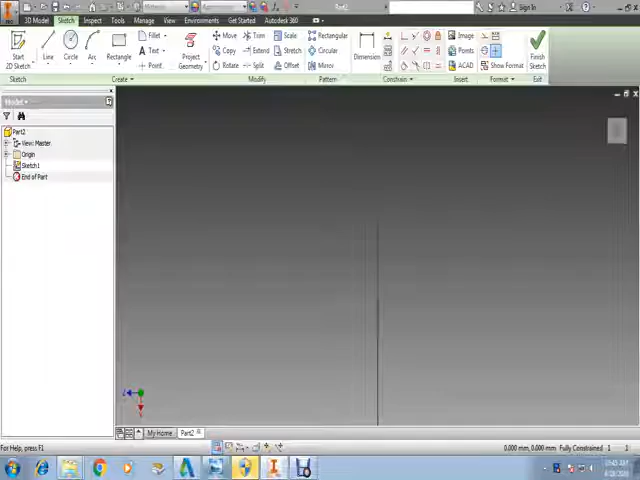 Part2
Sign In
3D Model Sketch Inspect Tools Manage View Environments Get Started Autodesk 360
Start
2D Sketch
Line
Circle
Arc
Rectangle
Fillet
Text
Point
Project
Geometry
Move
Copy
Rotate
Trim
Extend
Split
Scale
Stretch
Offset
Rectangular
Circular
Mirror
Dimension
Image
Points
ACAD
Show Format
Finish
Sketch
Sketch Create Modify Pattern Constrain Insert Format Exit
Model
Part2
View: Master
Origin
Sketch1
End of Part
My Home Part2
For Help, press F1
0.000 mm, 0.000 mm Fully Constrained 1 1